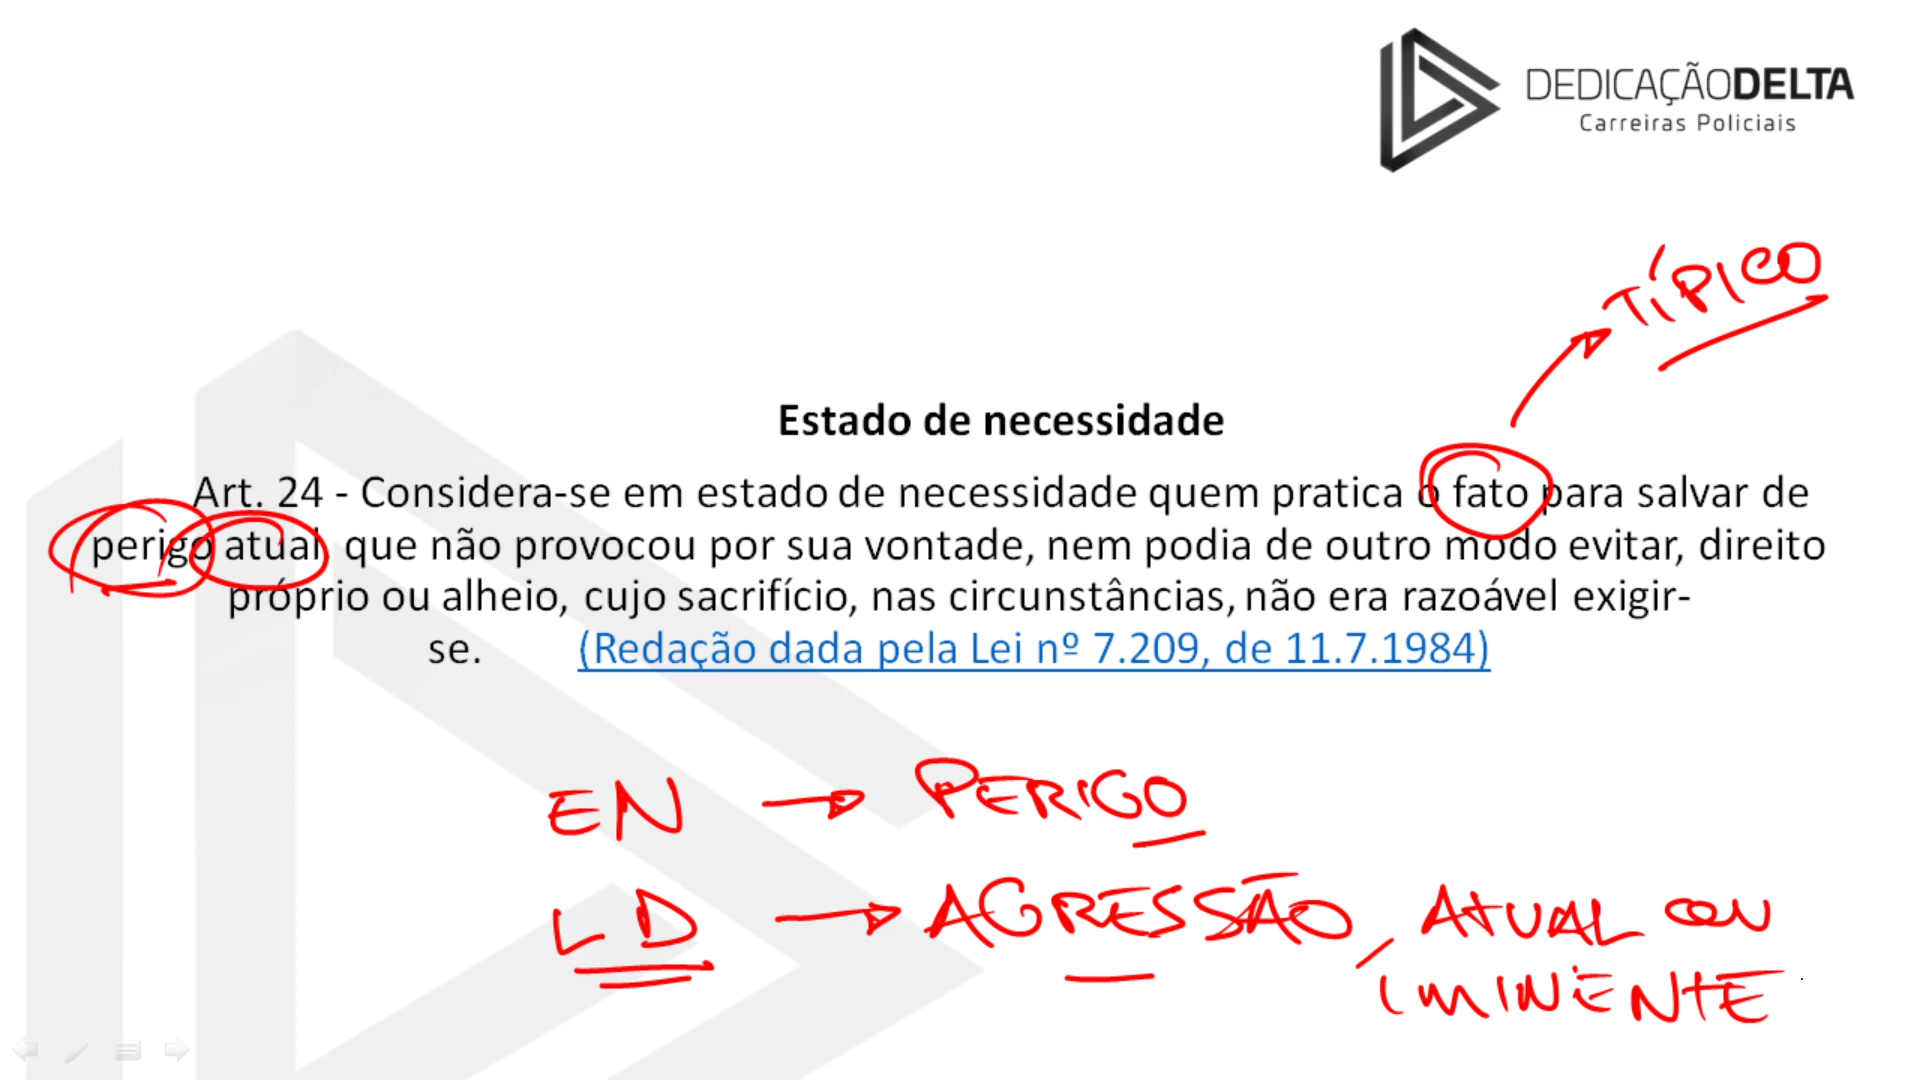 DEDICAÇÃODELTA
Carreiras Policiais
TÍPICO
Estado de necessidade
Art. 24 - Considera-se em estado de necessidade quem pratica o fato para salvar de
perigo atual, que não provocou por sua vontade, nem podia de outro modo evitar, direito
próprio ou alheio, cujo sacrifício, nas circunstâncias, não era razoável exigir-
se. (Redação dada pela Lei nº 7.209, de 11.7.1984)
EN → PERIGO
LD → AGRESSÃO, ATUAL OU
IMINENTE